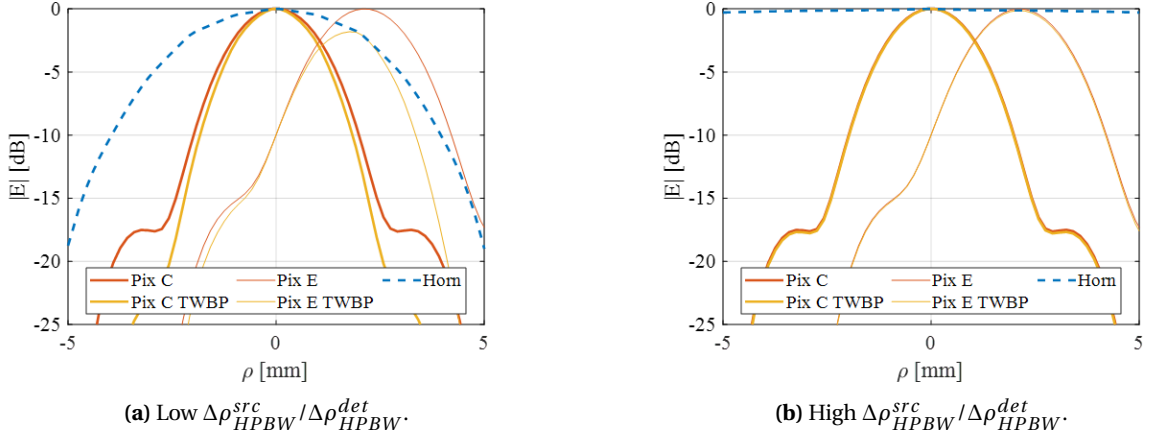 0
-5
-10
-15
-20
-25
|E| [dB]
Pix C
Pix E
Horn
Pix C TWBP
Pix E TWBP
-5
0
5
ρ [mm]
(a) Low Δρ^{src}_{HPBW}/Δρ^{det}_{HPBW}.
0
-5
-10
-15
-20
-25
|E| [dB]
Pix C
Pix E
Horn
Pix C TWBP
Pix E TWBP
-5
0
5
ρ [mm]
(b) High Δρ^{src}_{HPBW}/Δρ^{det}_{HPBW}.